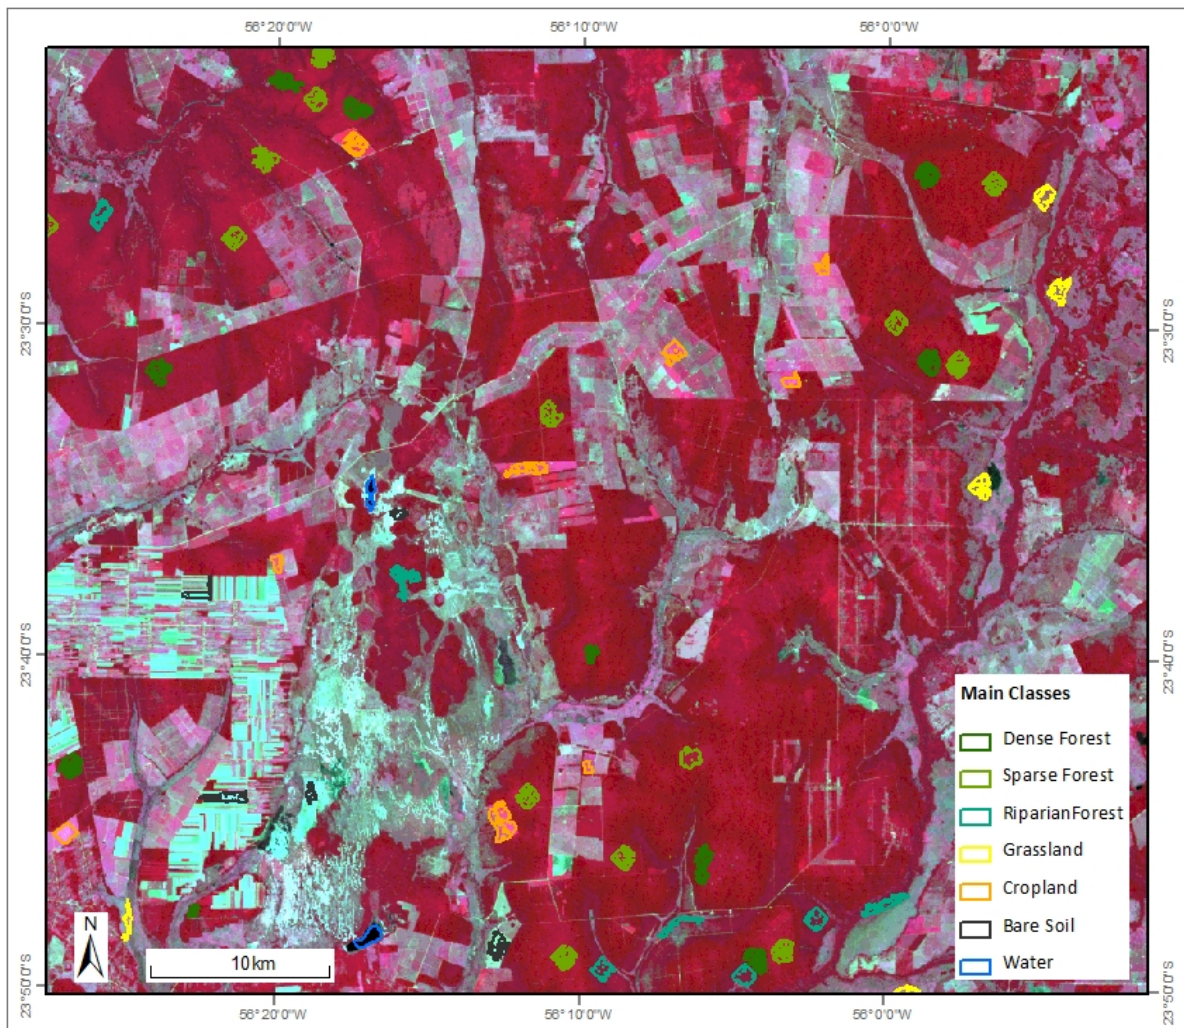 56°20'0"W 56°10'0"W 56°0'0"W
23°30'0"S 23°30'0"S
23°40'0"S 23°40'0"S
Main Classes
Dense Forest
Sparse Forest
RiparianForest
Grassland
Cropland
Bare Soil
Water
N
10km
23°50'0"S 23°50'0"S
56°20'0"W 56°10'0"W 56°0'0"W